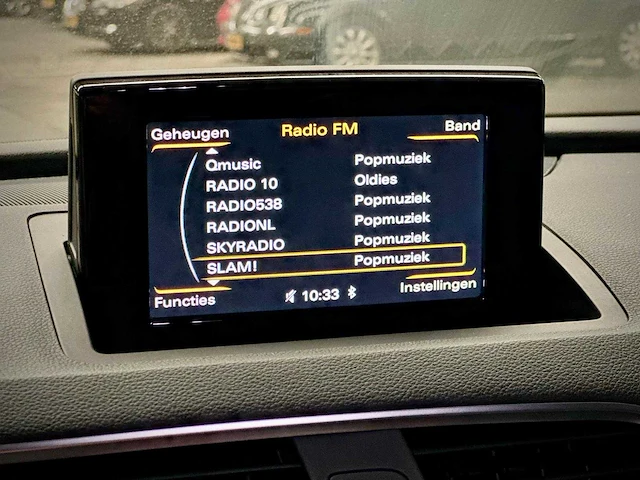 Geheugen Radio FM Band
Qmusic Popmuziek
RADIO 10 Oldies
RADIO538 Popmuziek
RADIONL Popmuziek
SKYRADIO Popmuziek
SLAM! Popmuziek
Functies 10:33 Instellingen